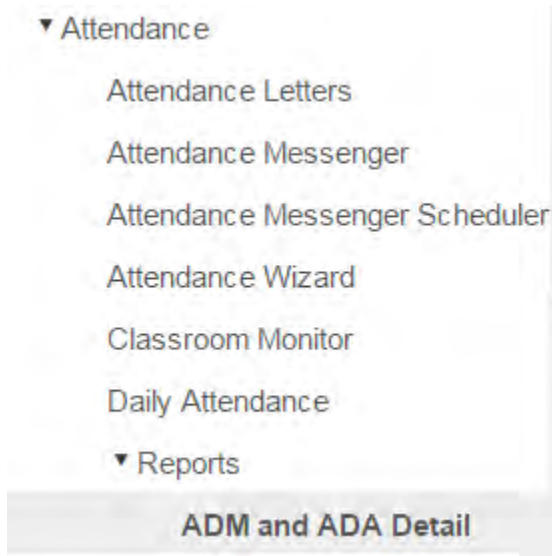 Attendance
Attendance Letters
Attendance Messenger
Attendance Messenger Scheduler
Attendance Wizard
Classroom Monitor
Daily Attendance
Reports
ADM and ADA Detail